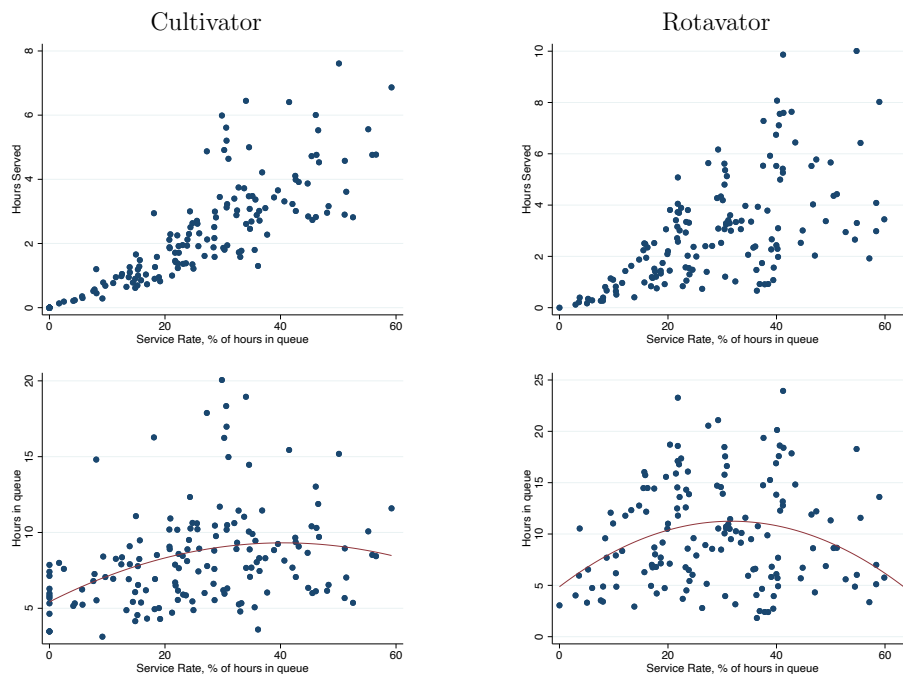 Cultivator
Rotavator
Hours Served
0 2 4 6 8
0 20 40 60
Service Rate, % of hours in queue
Hours Served
0 2 4 6 8 10
0 20 40 60
Service Rate, % of hours in queue
Hours in queue
5 10 15 20
0 20 40 60
Service Rate, % of hours in queue
Hours in queue
0 5 10 15 20 25
0 20 40 60
Service Rate, % of hours in queue